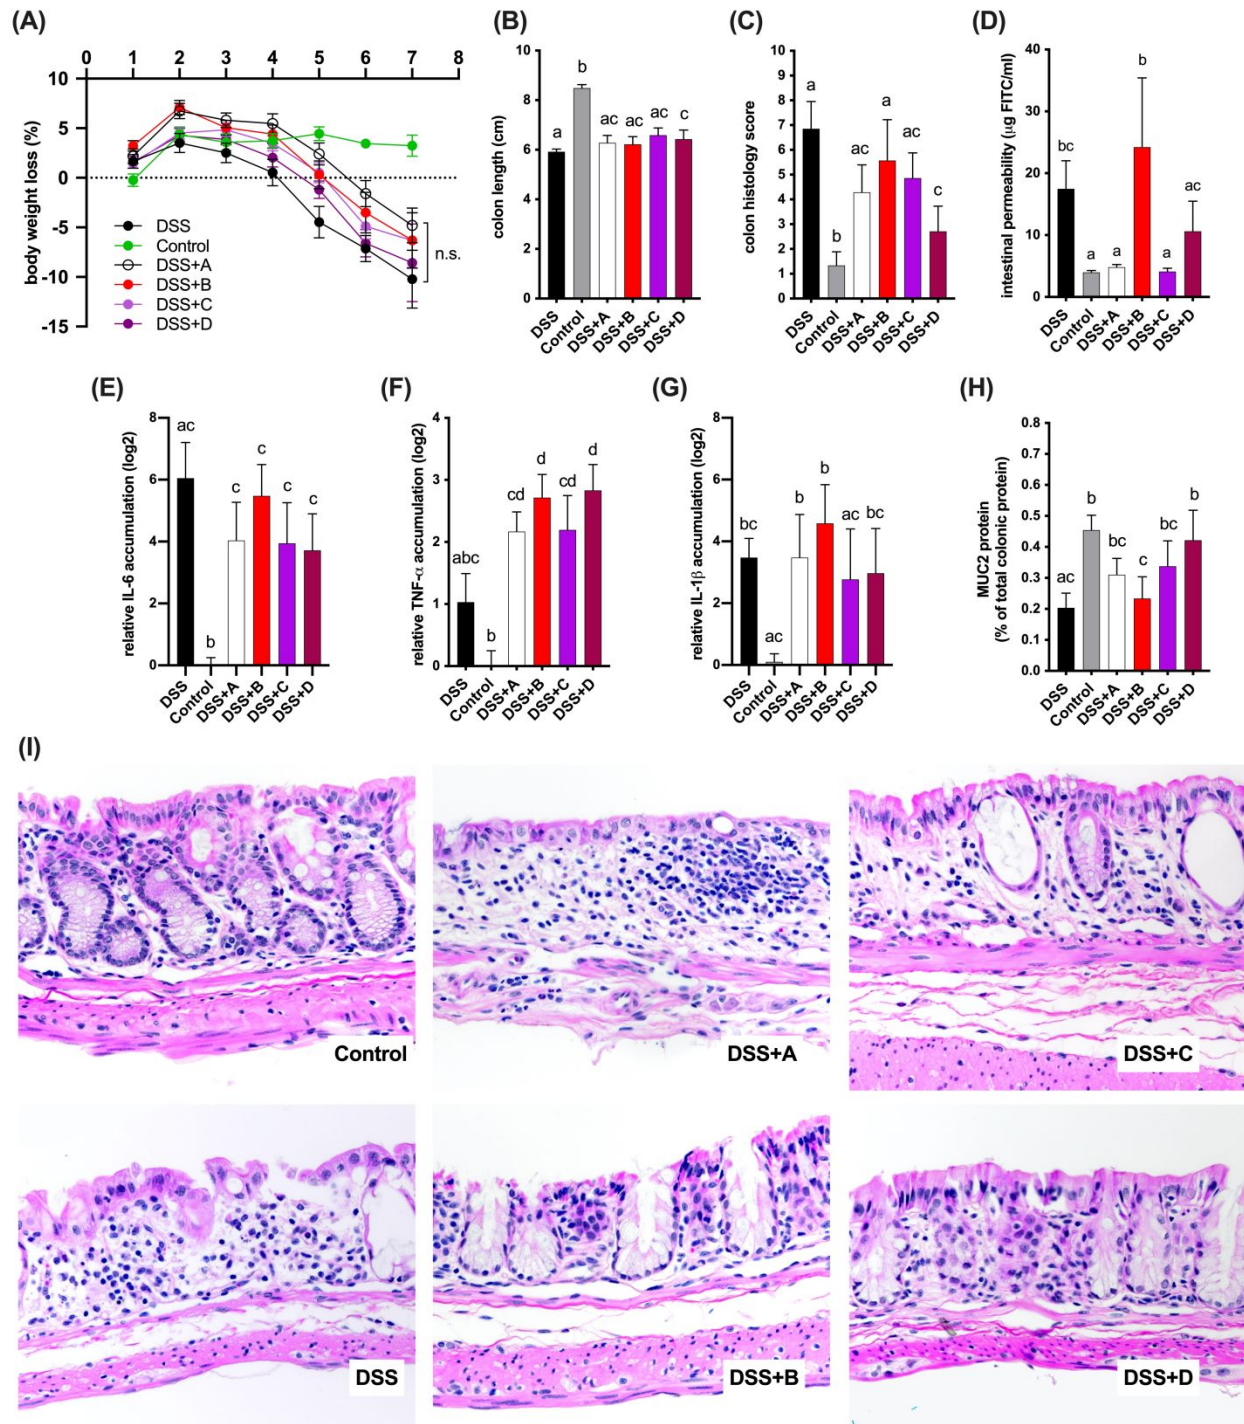 (A)
0 1 2 3 4 5 6 7 8
10
5
0
-5
-10
-15
body weight loss (%)
DSS
Control
DSS+A
DSS+B
DSS+C
DSS+D
n.s.
(B)
10
8
6
4
2
0
colon length (cm)
a b ac ac ac c
DSS Control DSS+A DSS+B DSS+C DSS+D
(C)
10
9
8
7
6
5
4
3
2
1
0
colon histology score
a b ac a ac c
DSS Control DSS+A DSS+B DSS+C DSS+D
(D)
40
30
20
10
0
intestinal permeability (µg FITC/ml)
bc a a b a ac
DSS Control DSS+A DSS+B DSS+C DSS+D
(E)
8
6
4
2
0
relative IL-6 accumulation (log2)
ac b c c c c
DSS Control DSS+A DSS+B DSS+C DSS+D
(F)
4
3
2
1
0
relative TNF-α accumulation (log2)
abc b cd d cd d
DSS Control DSS+A DSS+B DSS+C DSS+D
(G)
8
6
4
2
0
relative IL-1β accumulation (log2)
bc ac b b ac bc
DSS Control DSS+A DSS+B DSS+C DSS+D
(H)
0.8
0.7
0.6
0.5
0.4
0.3
0.2
0.1
0.0
MUC2 protein
(% of total colonic protein)
ac b bc c bc b
DSS Control DSS+A DSS+B DSS+C DSS+D
(I)
Control
DSS+A
DSS+C
DSS
DSS+B
DSS+D